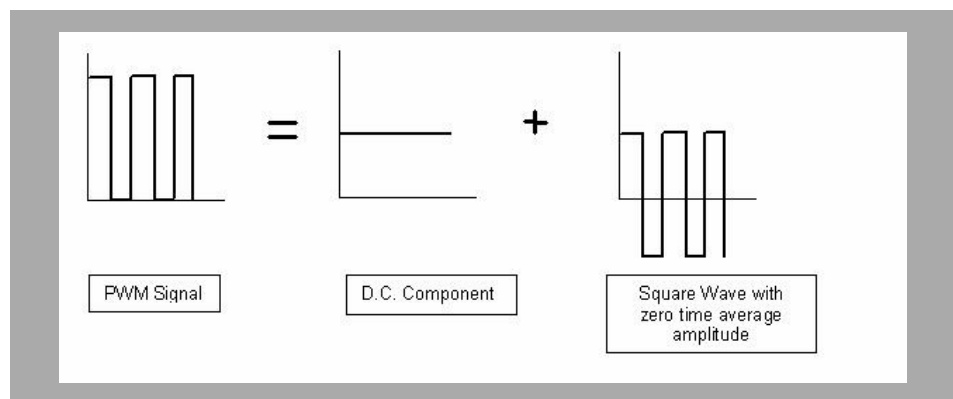 =
+
PWM Signal
D.C. Component
Square Wave with
zero time average
amplitude